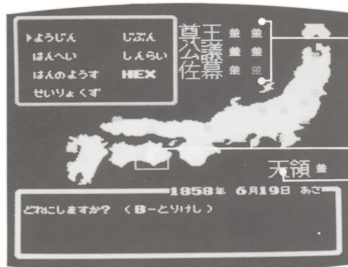 ▶ようじん じぶん
はんへい しんらい
はんのようす HEX
せいりょくず
尊王
公議
佐幕
天領
1858年 6月19日 あさ
どれにしますか? (B−とりけし)